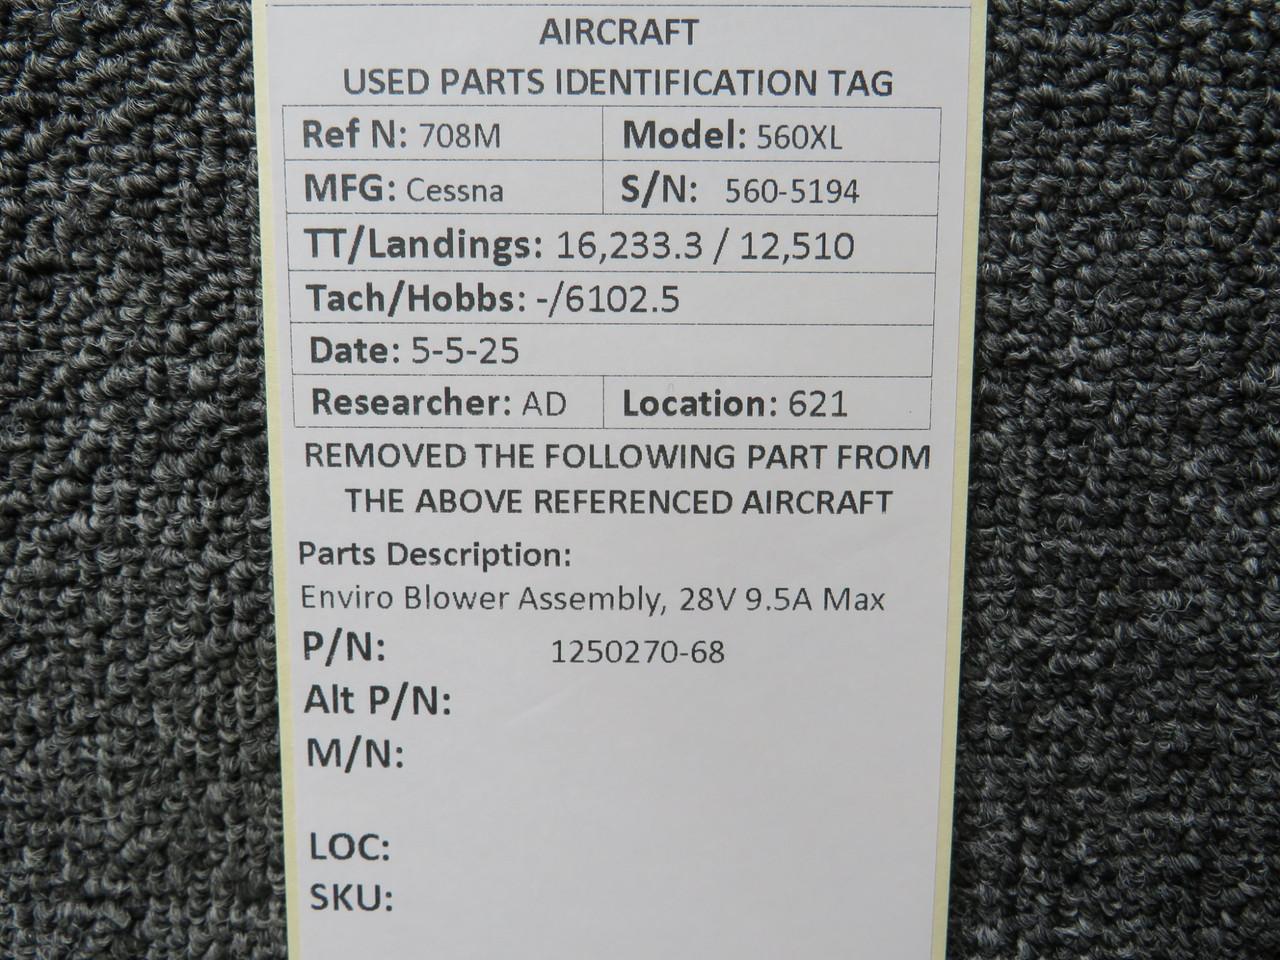 AIRCRAFT
USED PARTS IDENTIFICATION TAG
Ref N: 708M Model: 560XL
MFG: Cessna S/N: 560-5194
TT/Landings: 16,233.3 / 12,510
Tach/Hobbs: -/6102.5
Date: 5-5-25
Researcher: AD Location: 621
REMOVED THE FOLLOWING PART FROM
THE ABOVE REFERENCED AIRCRAFT
Parts Description:
Enviro Blower Assembly, 28V 9.5A Max
P/N: 1250270-68
Alt P/N:
M/N:
LOC:
SKU: